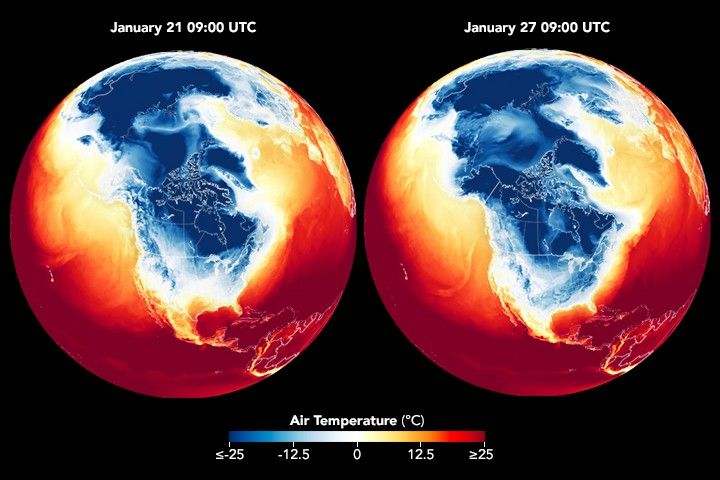 January 21 09:00 UTC
January 27 09:00 UTC
Air Temperature (°C)
≤-25 -12.5 0 12.5 ≥25